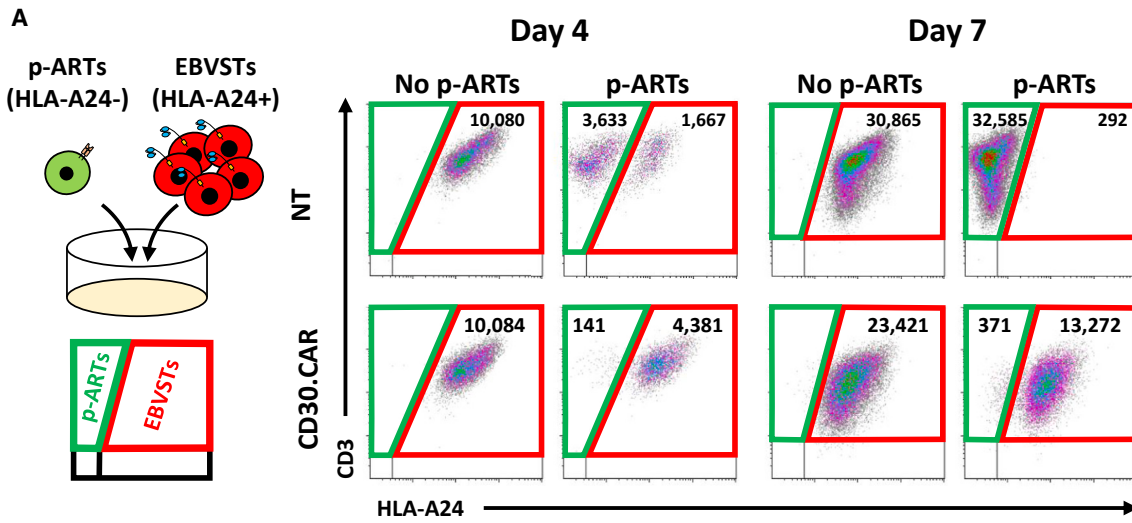 A
p-ARTs
(HLA-A24-)
EBVSTs
(HLA-A24+)
p-ARTs
EBVSTs
Day 4
Day 7
No p-ARTs
p-ARTs
No p-ARTs
p-ARTs
NT
10,080
3,633
1,667
30,865
32,585
292
CD30.CAR
10,084
141
4,381
23,421
371
13,272
CD3
HLA-A24